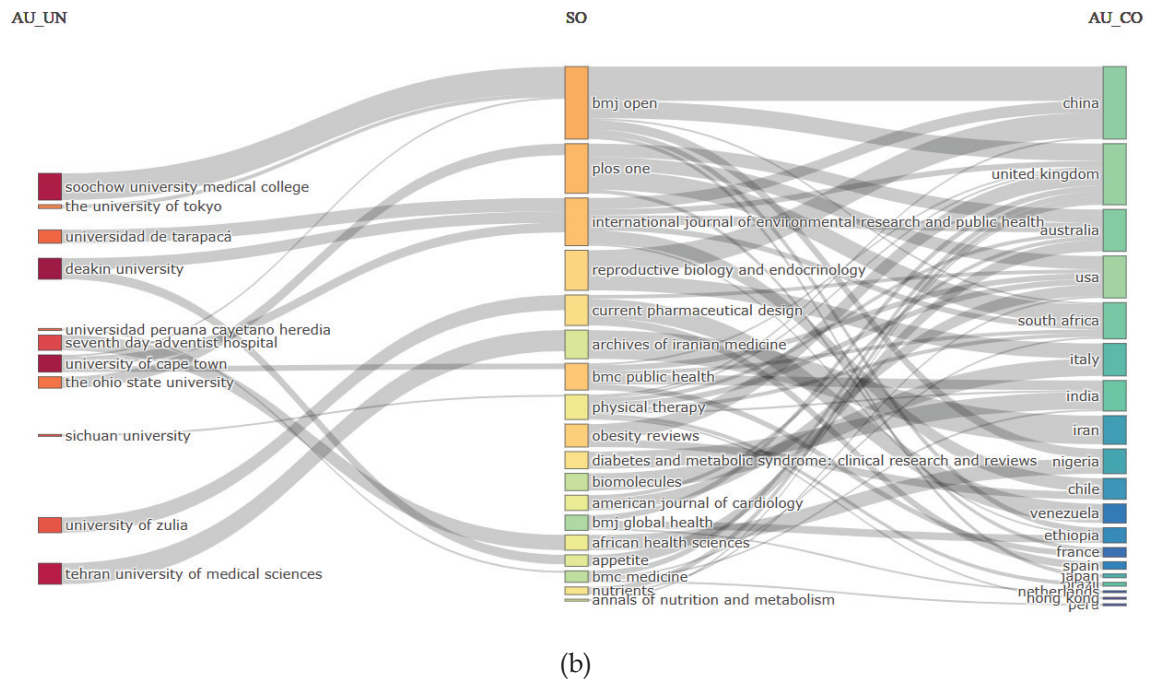 AU_UN
SO
AU_CO
soochow university medical college
the university of tokyo
universidad de tarapacá
deakin university
universidad peruana cayetano heredia
seventh day adventist hospital
university of cape town
the ohio state university
sichuan university
university of zulia
tehran university of medical sciences
bmj open
plos one
international journal of environmental research and public health
reproductive biology and endocrinology
current pharmaceutical design
archives of iranian medicine
bmc public health
physical therapy
obesity reviews
diabetes and metabolic syndrome: clinical research and reviews
biomolecules
american journal of cardiology
bmj global health
african health sciences
appetite
bmc medicine
nutrients
annals of nutrition and metabolism
china
united kingdom
australia
usa
south africa
italy
india
iran
nigeria
chile
venezuela
ethiopia
france
spain
japan
brazil
netherlands
hong kong
peru
(b)